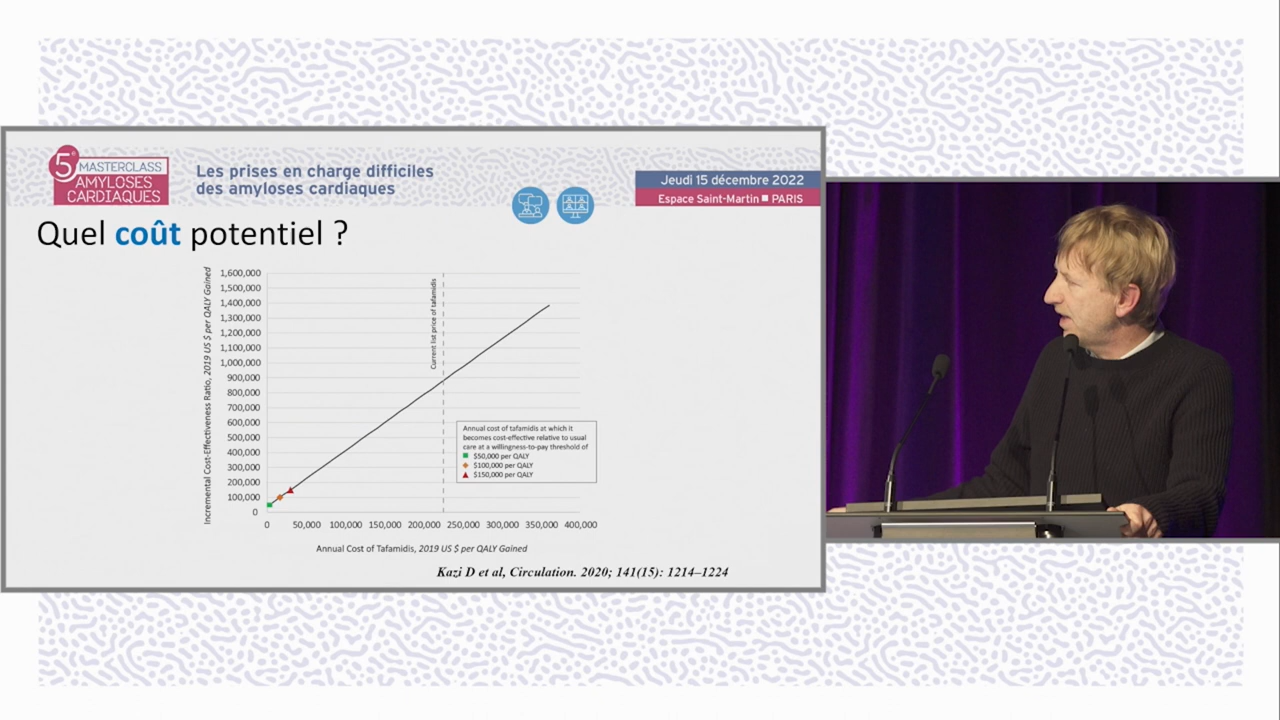 5e MASTERCLASS
AMYLOSES
CARDIAQUES
Les prises en charge difficiles
des amyloses cardiaques
Jeudi 15 décembre 2022
Espace Saint-Martin ■ PARIS
Quel coût potentiel ?
Incremental Cost-Effectiveness Ratio, 2019 US $ per QALY Gained
1,600,000
1,500,000
1,400,000
1,300,000
1,200,000
1,100,000
1,000,000
900,000
800,000
700,000
600,000
500,000
400,000
300,000
200,000
100,000
0
Current list price of tafamidis
Annual cost of tafamidis at which it
becomes cost-effective relative to usual
care at a willingness-to-pay threshold of
$50,000 per QALY
$100,000 per QALY
$150,000 per QALY
0 50,000 100,000 150,000 200,000 250,000 300,000 350,000 400,000
Annual Cost of Tafamidis, 2019 US $ per QALY Gained
Kazi D et al, Circulation. 2020; 141(15): 1214–1224